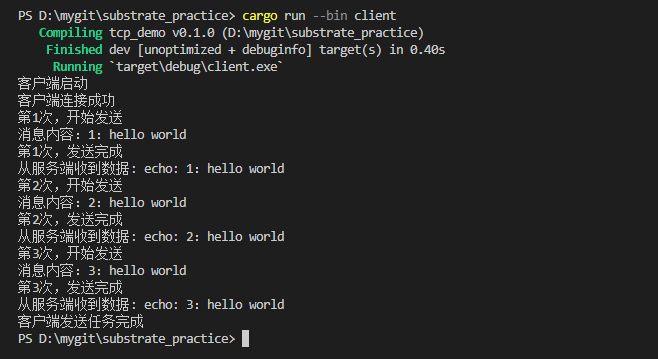 PS D:\mygit\substrate_practice> cargo run --bin client
Compiling tcp_demo v0.1.0 (D:\mygit\substrate_practice)
Finished dev [unoptimized + debuginfo] target(s) in 0.40s
Running `target\debug\client.exe`
客户端启动
客户端连接成功
第1次，开始发送
消息内容：1：hello world
第1次，发送完成
从服务端收到数据：echo：1：hello world
第2次，开始发送
消息内容：2：hello world
第2次，发送完成
从服务端收到数据：echo：2：hello world
第3次，开始发送
消息内容：3：hello world
第3次，发送完成
从服务端收到数据：echo：3：hello world
客户端发送任务完成
PS D:\mygit\substrate_practice>